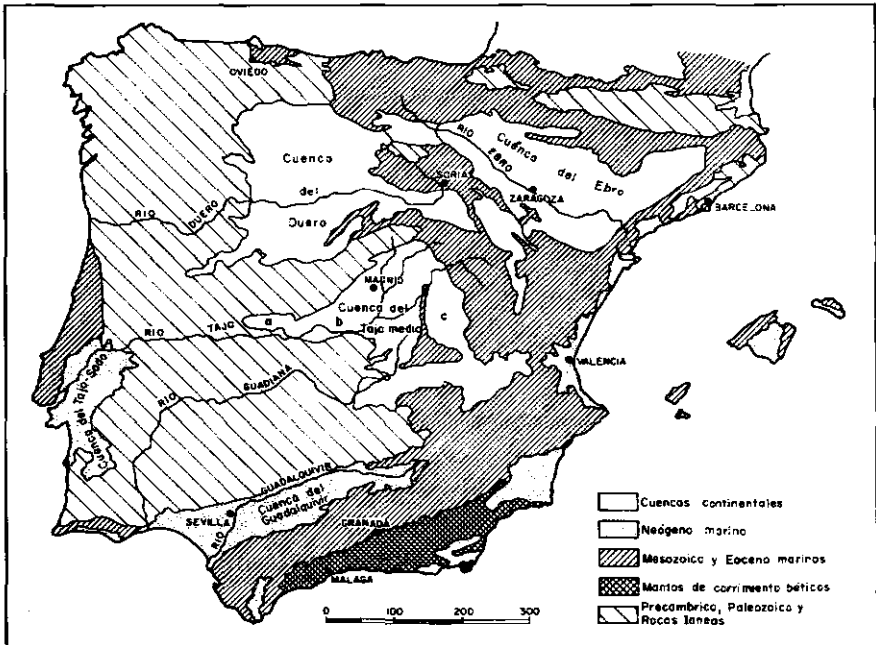 OVIEDO
RIO
EBRO
Cuenca
del
Ebro
Cuenca
del
Duero
SORIA
ZARAGOZA
BARCELONA
RIO
DUERO
MADRID
Cuenca del
Tajo medio
a
b
c
RIO
TAJO
VALENCIA
Cuenca del Tajo-Sado
RIO
GUADIANA
GUADALQUIVIR
Cuenca del
Guadalquivir
SEVILLA
RIO
GRANADA
MALAGA
0 100 200 300
Cuencas continentales
Neógeno marino
Mesozoico y Eoceno marinos
Mantos de corrimiento béticos
Precambrico, Paleozoico y
Rocas Igneas